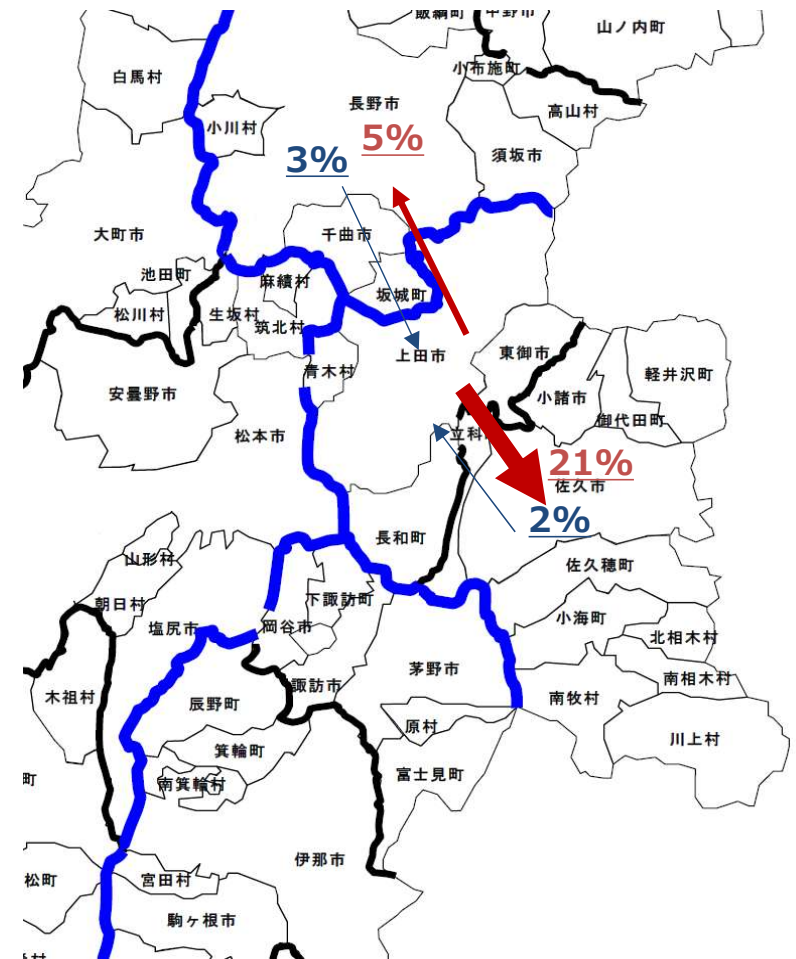 飯綱町
中野市
山ノ内町
小布施町
白馬村
長野市
高山村
小川村
5%
3%
須坂市
大町市
千曲市
池田町
麻績村
坂城町
松川村
生坂村
筑北村
上田市
東御市
青木村
軽井沢町
安曇野市
小諸市
御代田町
松本市
立科
21%
佐久市
2%
長和町
山形村
佐久穂町
朝日村
下諏訪町
小海町
塩尻市
岡谷市
北相木村
茅野市
諏訪市
南相木村
木祖村
辰野町
南牧村
原村
川上村
箕輪町
富士見町
町
南箕輪村
伊那市
松町
宮田村
駒ヶ根市
村